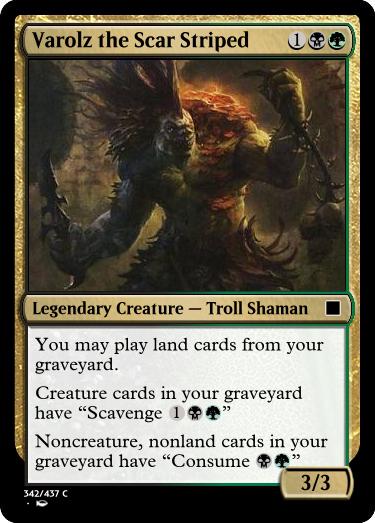 Varolz the Scar Striped 1
Legendary Creature — Troll Shaman
You may play land cards from your
graveyard.
Creature cards in your graveyard
have “Scavenge 1”
Noncreature, nonland cards in your
graveyard have “Consume ”
3/3
342/437 C